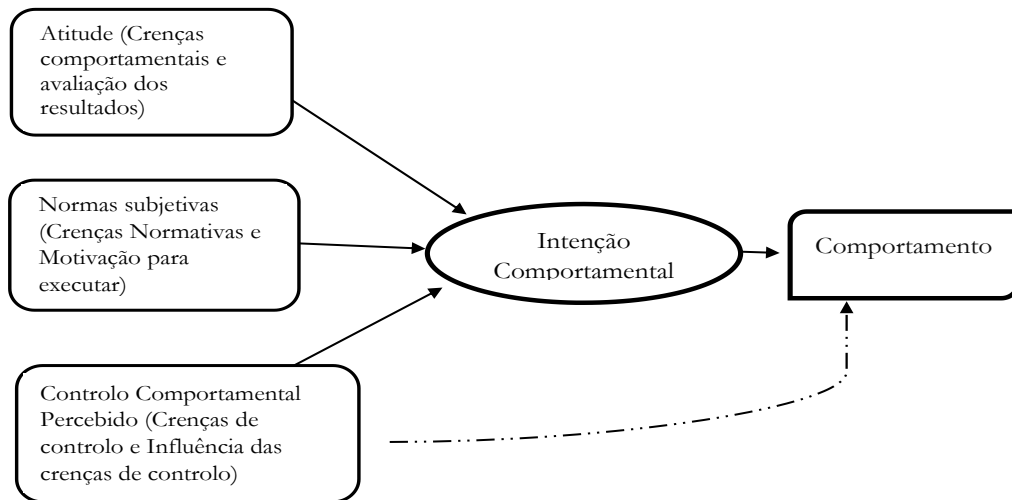 Atitude (Crenças
comportamentais e
avaliação dos
resultados)
Normas subjetivas
(Crenças Normativas e
Motivação para
executar)
Controlo Comportamental
Percebido (Crenças de
controlo e Influência das
crenças de controlo)
Intenção
Comportamental
Comportamento